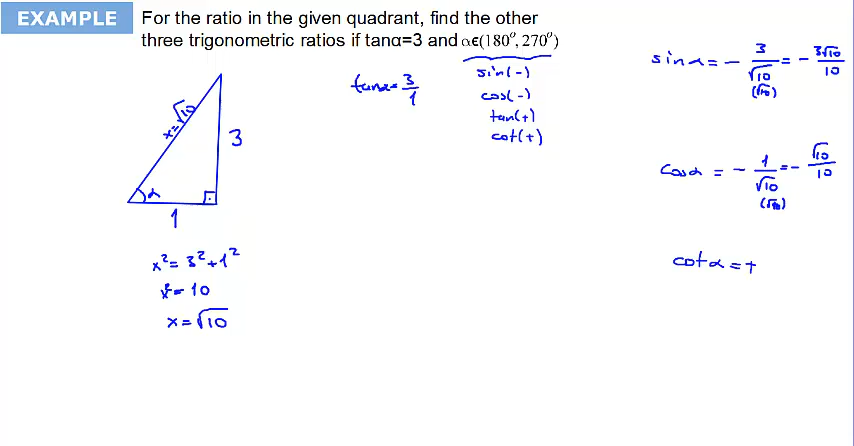 EXAMPLE
For the ratio in the given quadrant, find the other
three trigonometric ratios if tanα=3 and αϵ(180°, 270°)
tanα = 3/1
sin(-)
cos(-)
tan(+)
cot(+)
x=√10
3
α
1
x² = 3² + 1²
x² = 10
x = √10
sinα = - 3/√10 = - 3√10/10
(√10)
cosα = - 1/√10 = - √10/10
(√10)
cotα = +